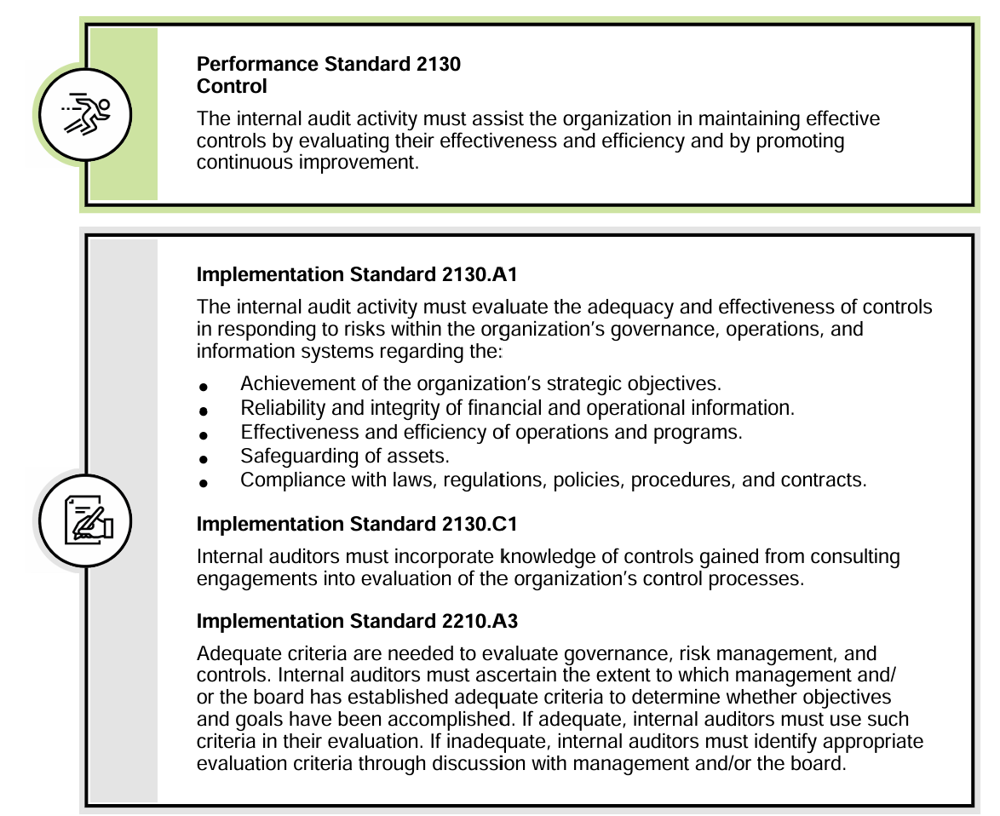 Performance Standard 2130
Control
The internal audit activity must assist the organization in maintaining effective
controls by evaluating their effectiveness and efficiency and by promoting
continuous improvement.
Implementation Standard 2130.A1
The internal audit activity must evaluate the adequacy and effectiveness of controls
in responding to risks within the organization's governance, operations, and
information systems regarding the:
● Achievement of the organization's strategic objectives.
● Reliability and integrity of financial and operational information.
● Effectiveness and efficiency of operations and programs.
● Safeguarding of assets.
● Compliance with laws, regulations, policies, procedures, and contracts.
Implementation Standard 2130.C1
Internal auditors must incorporate knowledge of controls gained from consulting
engagements into evaluation of the organization's control processes.
Implementation Standard 2210.A3
Adequate criteria are needed to evaluate governance, risk management, and
controls. Internal auditors must ascertain the extent to which management and/
or the board has established adequate criteria to determine whether objectives
and goals have been accomplished. If adequate, internal auditors must use such
criteria in their evaluation. If inadequate, internal auditors must identify appropriate
evaluation criteria through discussion with management and/or the board.